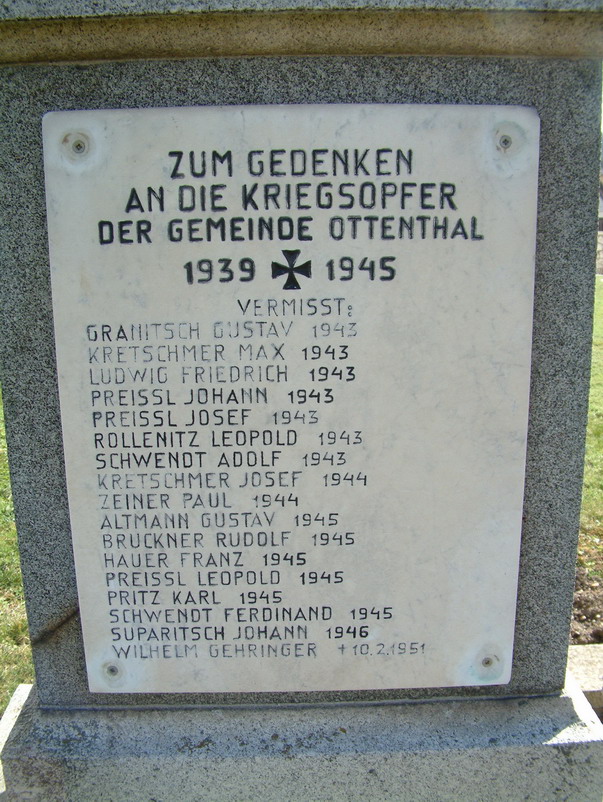 ZUM GEDENKEN
AN DIE KRIEGSOPFER
DER GEMEINDE OTTENTHAL
1939 1945
VERMISST:
GRANITSCH GUSTAV 1943
KRETSCHMER MAX 1943
LUDWIG FRIEDRICH 1943
PREISSL JOHANN 1943
PREISSL JOSEF 1943
ROLLENITZ LEOPOLD 1943
SCHWENDT ADOLF 1943
KRETSCHMER JOSEF 1944
ZEINER PAUL 1944
ALTMANN GUSTAV 1945
BRUCKNER RUDOLF 1945
HAUER FRANZ 1945
PREISSL LEOPOLD 1945
PRITZ KARL 1945
SCHWENDT FERDINAND 1945
SUPARITSCH JOHANN 1946
WILHELM GEHRINGER +10.2.1951